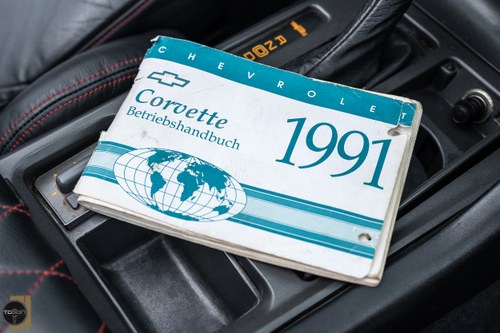 CHEVROLET
Corvette
Betriebshandbuch
1991